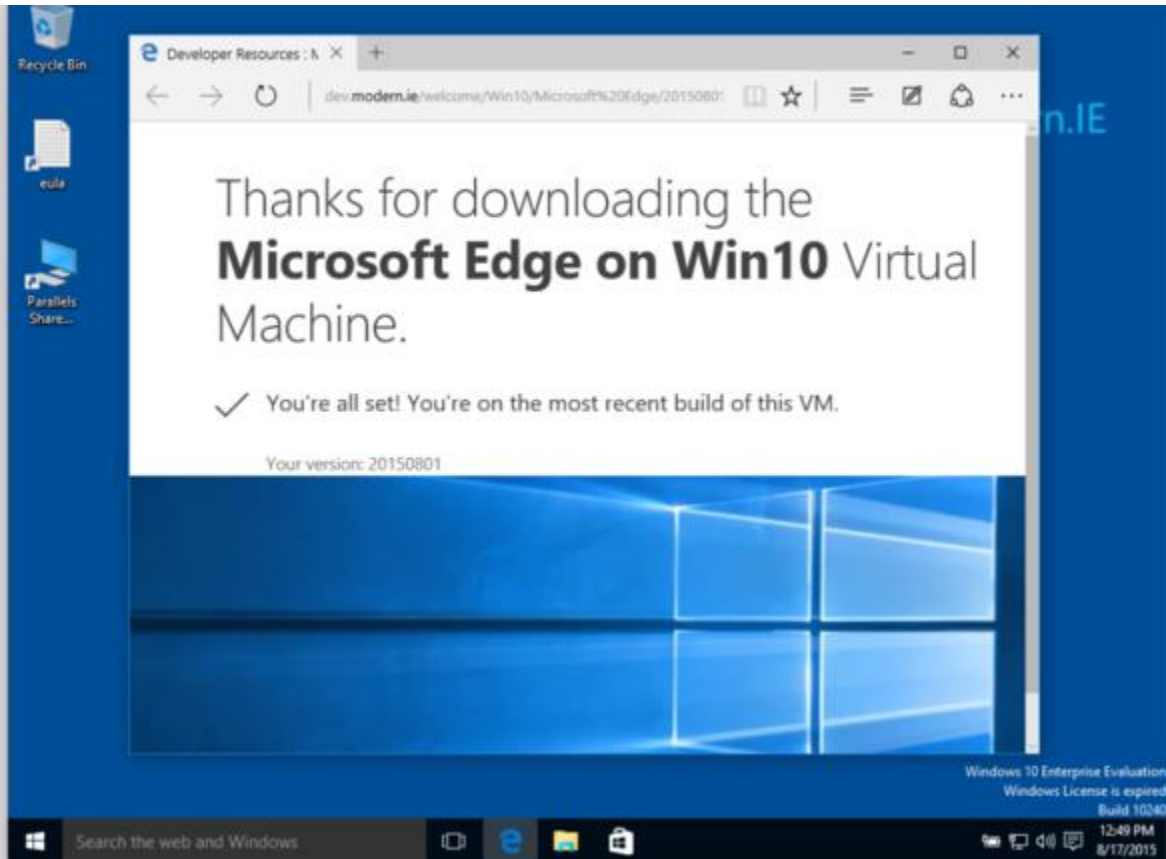 Recycle Bin
eula
Parallels
Share...
Developer Resources : M
dev.modern.ie/welcome/Win10/Microsoft%20Edge/2015080
rn.IE
Thanks for downloading the
Microsoft Edge on Win10 Virtual
Machine.
You're all set! You're on the most recent build of this VM.
Your version: 20150801
Windows 10 Enterprise Evaluation
Windows License is expired
Build 10240
Search the web and Windows
12:49 PM
8/17/2015